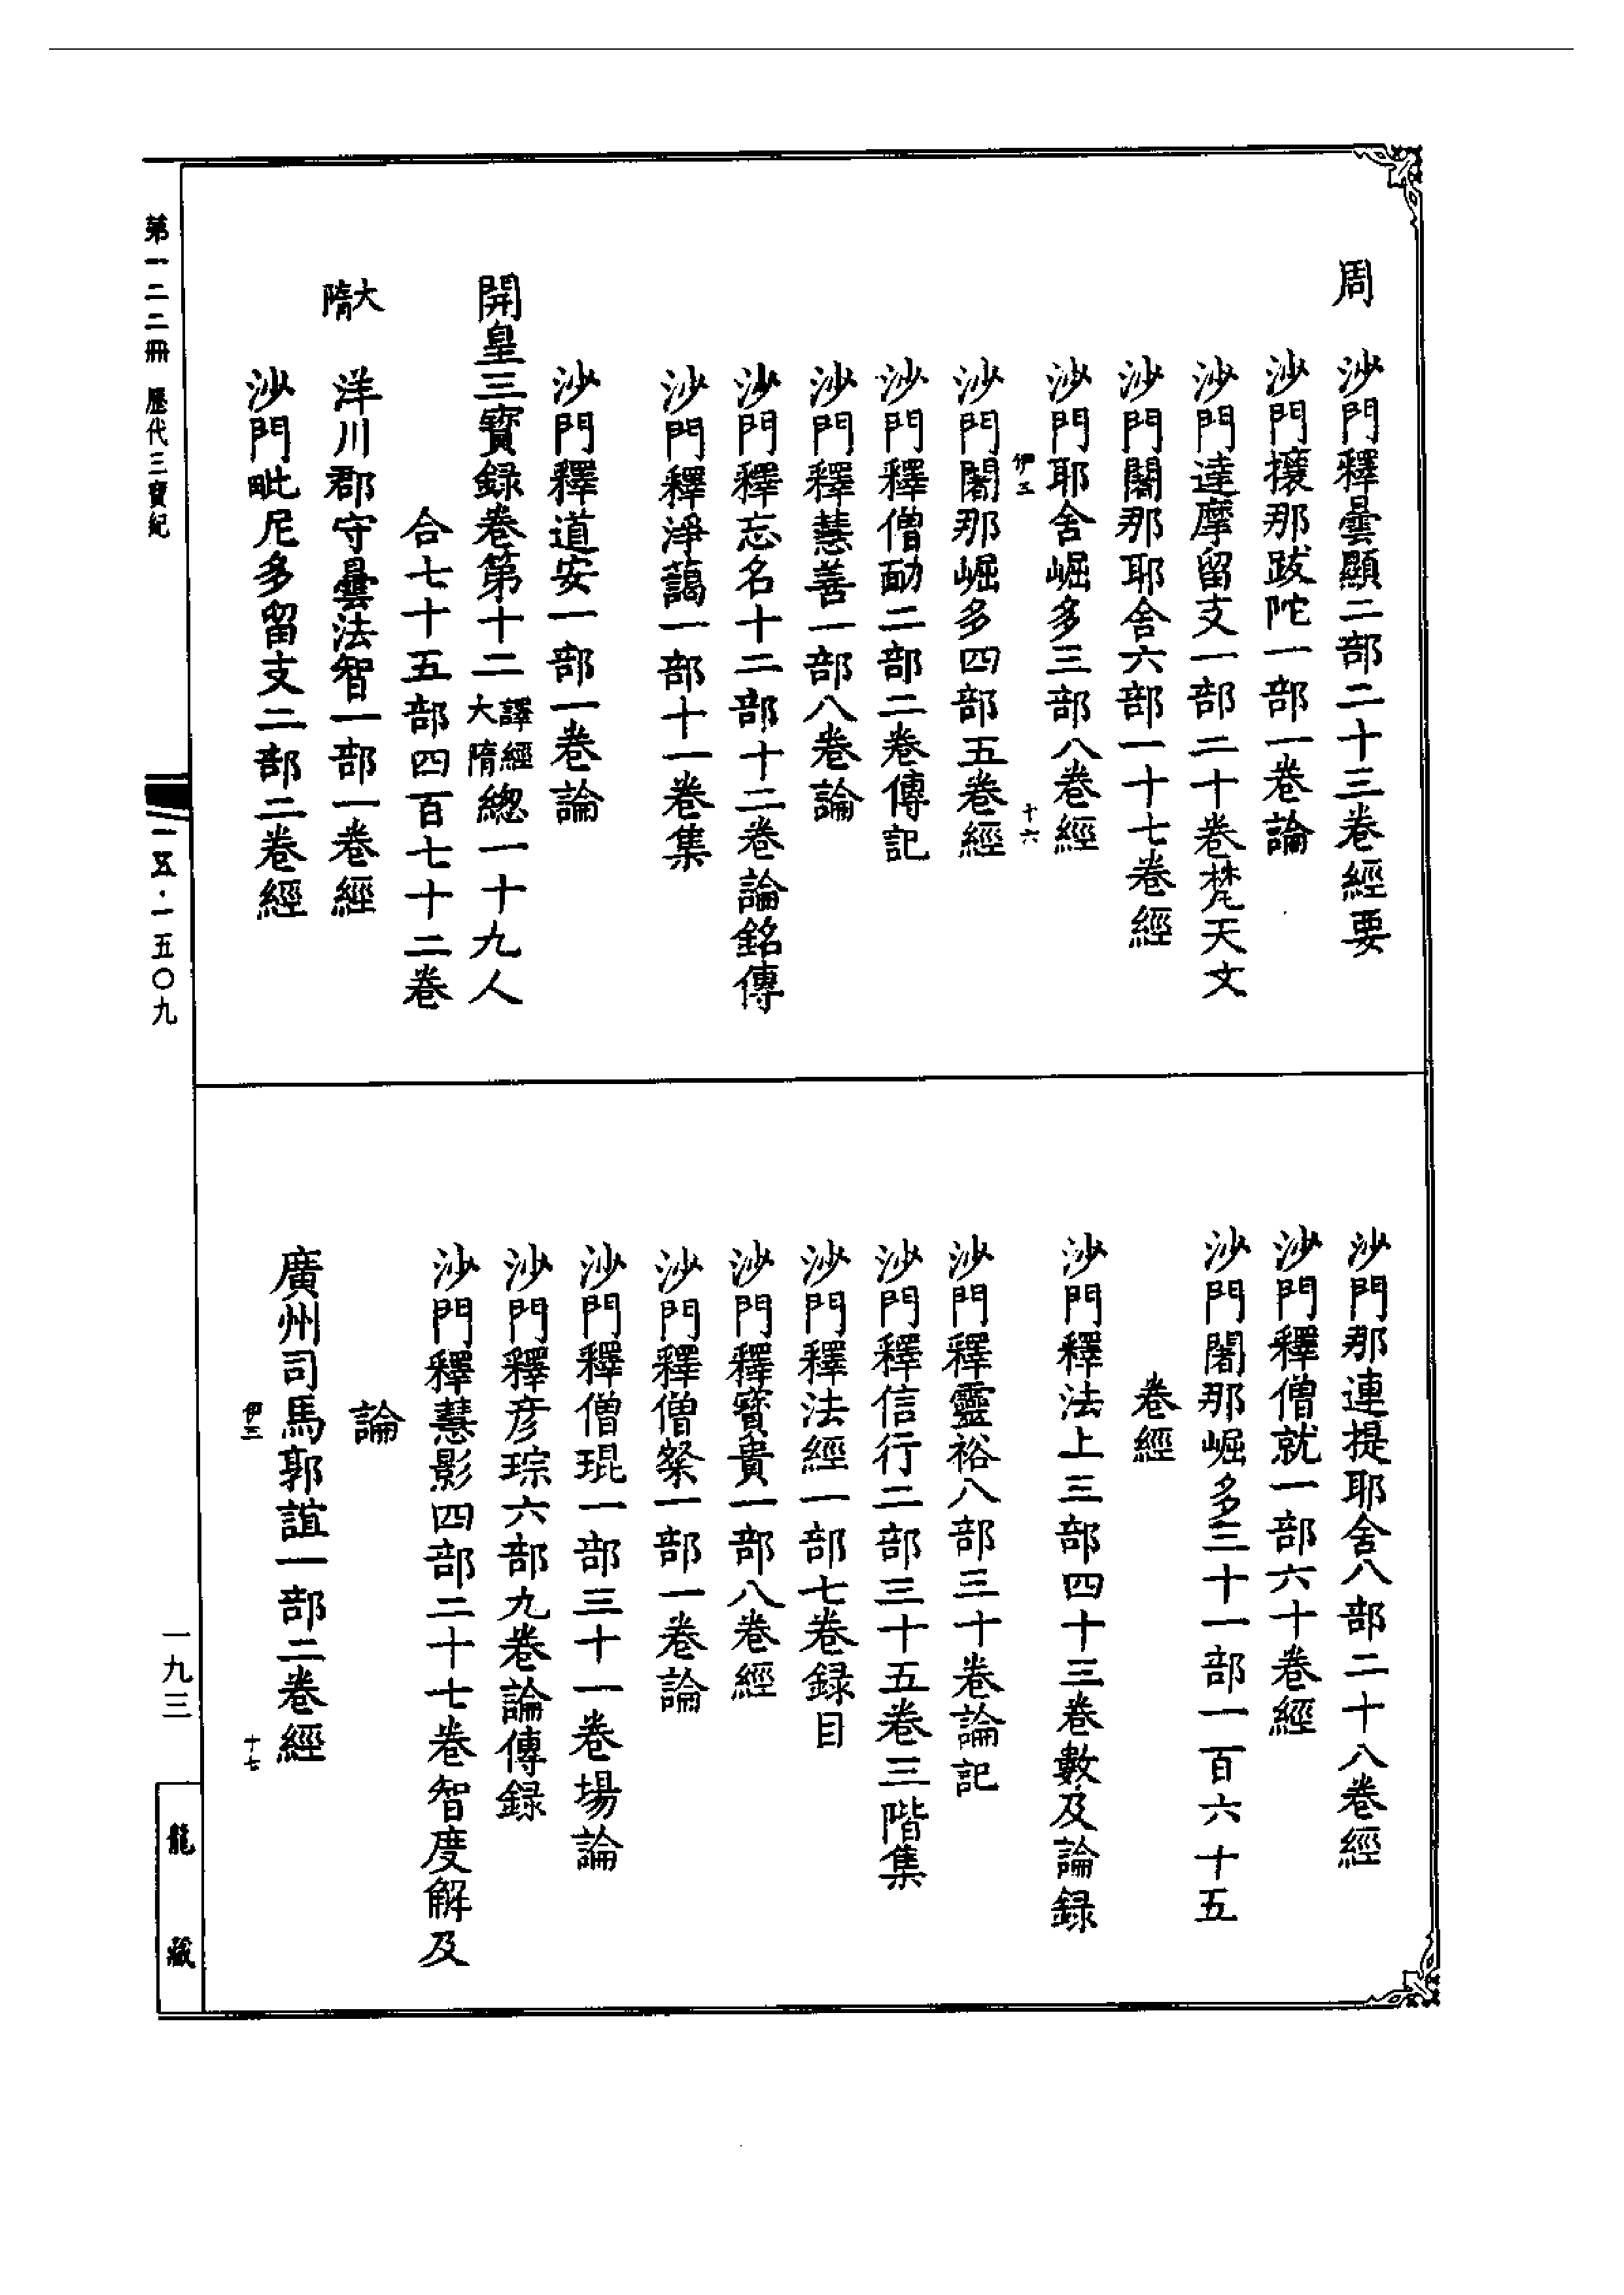 周　沙門釋曇顯二部二十三卷經要
沙門攘那跋陀一部一卷論
沙門達摩留支一部二十卷梵天文
沙門闍那耶舍六部一十七卷經
沙門耶舍崛多三部八卷經
伊三　十六
沙門闍那崛多四部五卷經
沙門釋僧勔二部二卷傳記
沙門釋慧善一部八卷論
沙門釋忘名十二部十二卷論銘傳
沙門釋淨藹一部十一卷集
沙門釋道安一部一卷論
開皇三寶録卷第十二譯經大隋總一十九人
合七十五部四百七十二卷
大隋　洋川郡守曇法智一部一卷經
沙門毗尼多留支二部二卷經
沙門那連提耶舍八部二十八卷經
沙門釋僧就一部六十卷經
沙門闍那崛多三十一部一百六十五
卷經
沙門釋法上三部四十三卷數及論録
沙門釋靈裕八部三十卷論記
沙門釋信行二部三十五卷三階集
沙門釋法經一部七卷録目
沙門釋寶貴一部八卷經
沙門釋僧粲一部一卷論
沙門釋僧琨一部三十一卷場論
沙門釋彦琮六部九卷論傳録
沙門釋慧影四部二十七卷智度解及
論
廣州司馬郭誼一部二卷經
伊三　十七
第一二二冊　歷代三寶紀
一五·一五〇九
一九三
龍藏